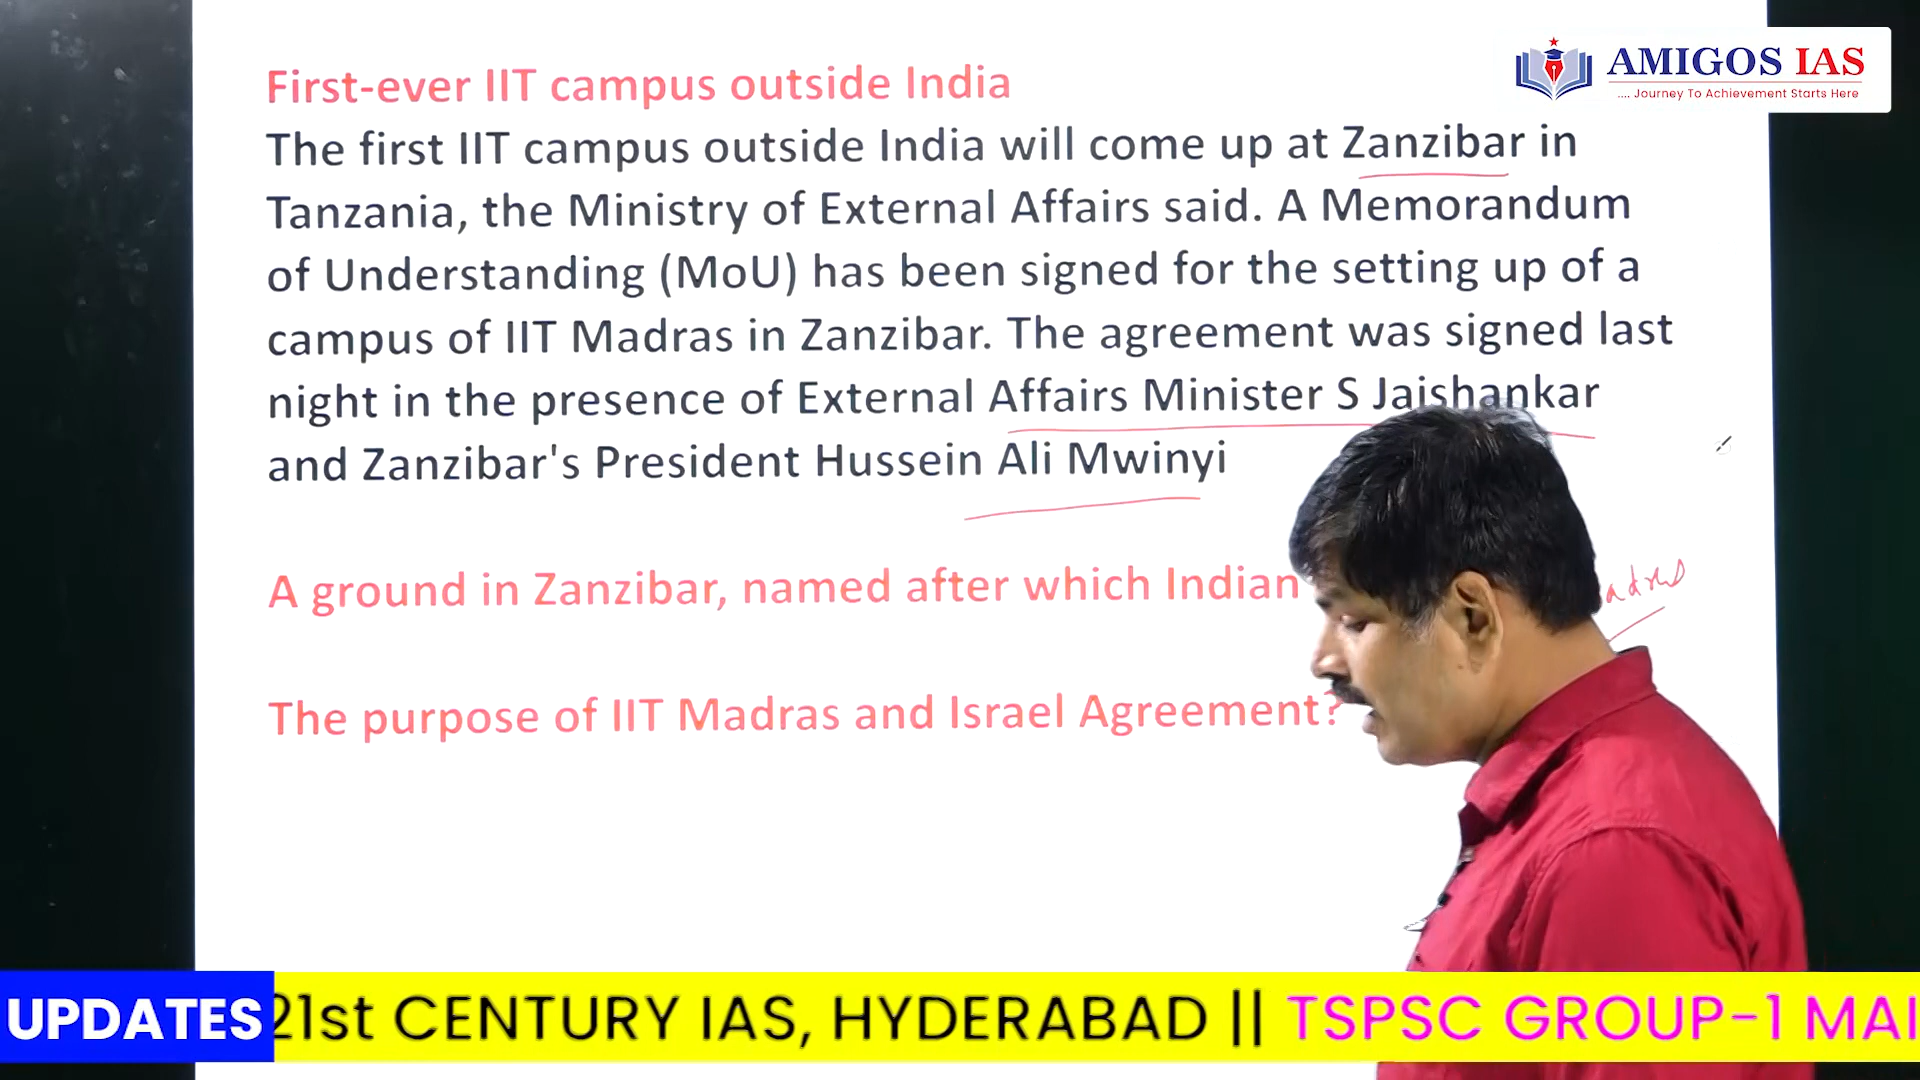 AMIGOS IAS
.... Journey To Achievement Starts Here
First-ever IIT campus outside India
The first IIT campus outside India will come up at Zanzibar in
Tanzania, the Ministry of External Affairs said. A Memorandum
of Understanding (MoU) has been signed for the setting up of a
campus of IIT Madras in Zanzibar. The agreement was signed last
night in the presence of External Affairs Minister S Jaishankar
and Zanzibar's President Hussein Ali Mwinyi
A ground in Zanzibar, named after which Indian
The purpose of IIT Madras and Israel Agreement?
UPDATES 21st CENTURY IAS, HYDERABAD || TSPSC GROUP-1 MAI